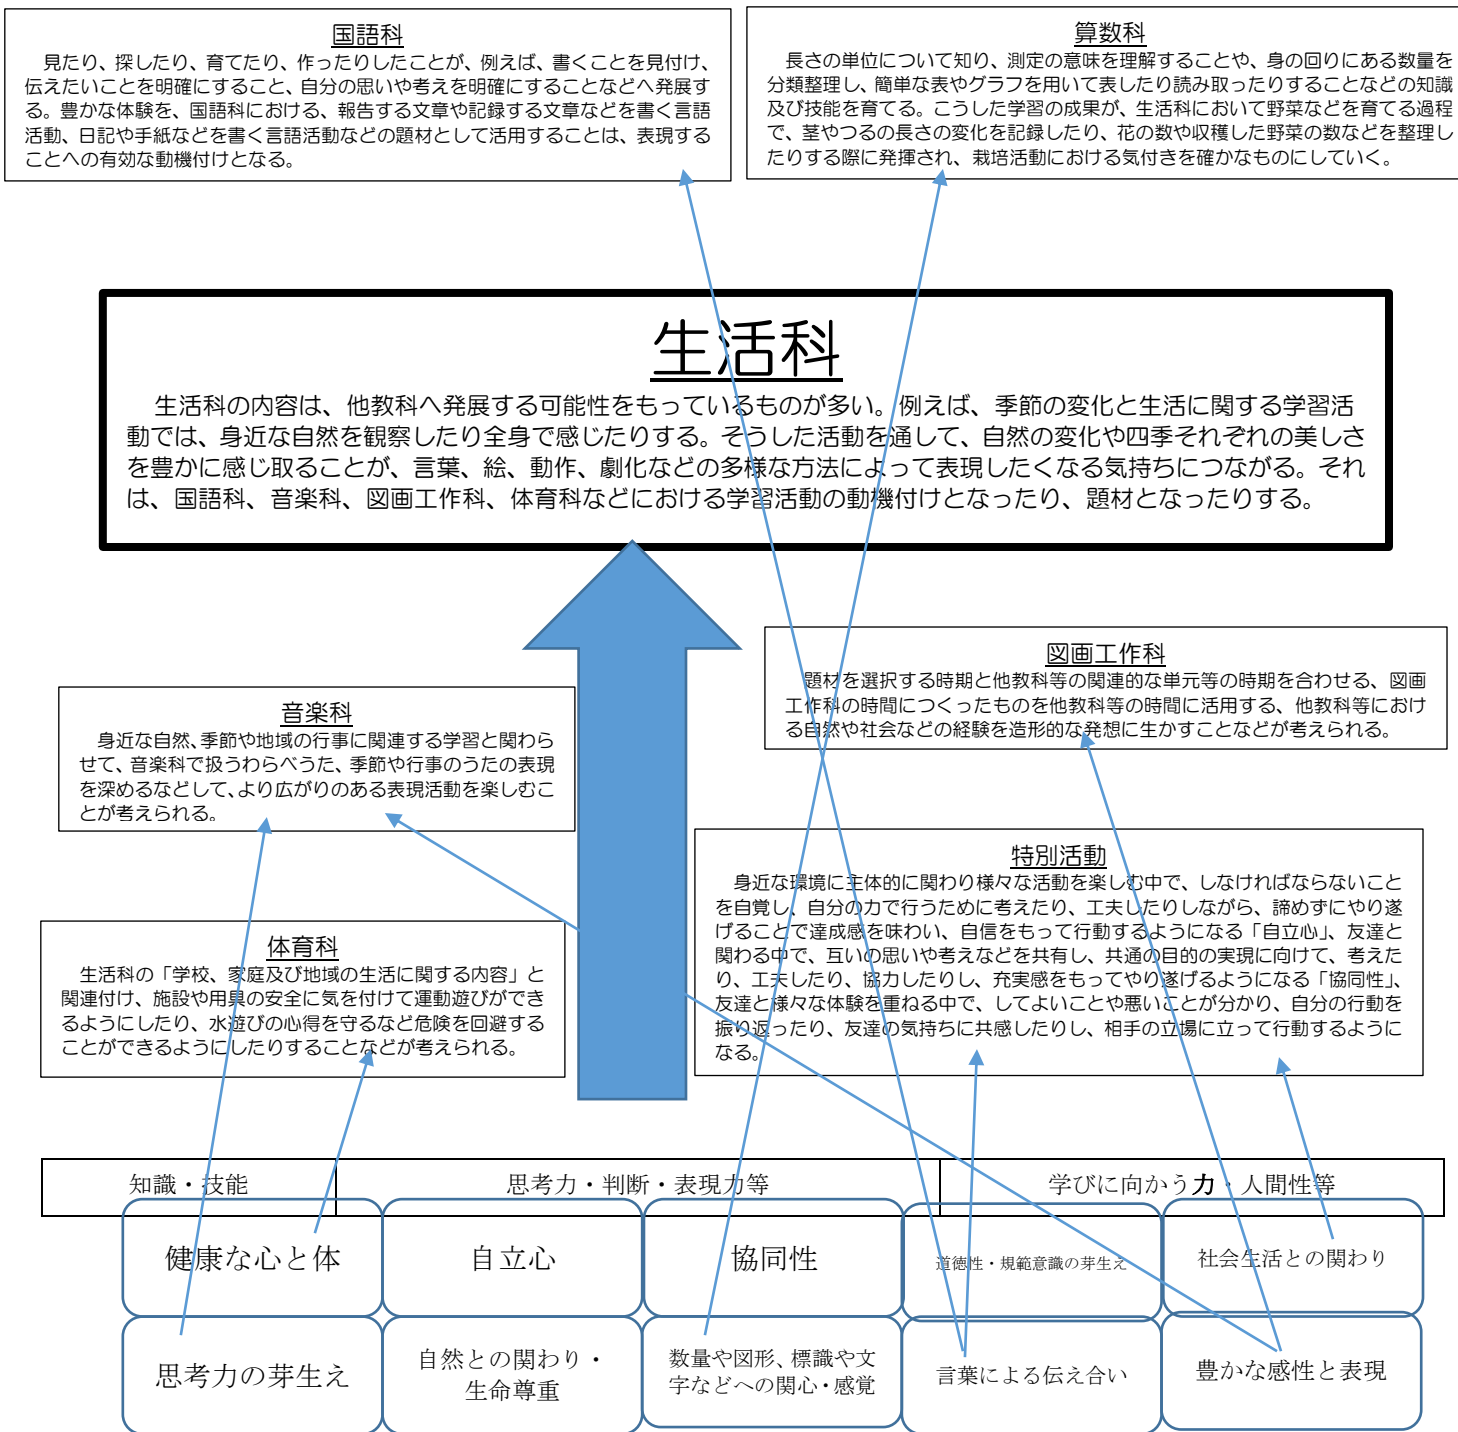 国語科
見たり、探したり、育てたり、作ったりしたことが、例えば、書くことを見付け、
伝えたいことを明確にすること、自分の思いや考えを明確にすることなどへ発展す
る。豊かな体験を、国語科における、報告する文章や記録する文章などを書く言語
活動、日記や手紙などを書く言語活動などの題材として活用することは、表現する
ことへの有効な動機付けとなる。
算数科
長さの単位について知り、測定の意味を理解することや、身の回りにある数量を
分類整理し、簡単な表やグラフを用いて表したり読み取ったりすることなどの知識
及び技能を育てる。こうした学習の成果が、生活科において野菜などを育てる過程
で、茎やつるの長さの変化を記録したり、花の数や収穫した野菜の数などを整理し
たりする際に発揮され、栽培活動における気付きを確かなものにしていく。
生活科
生活科の内容は、他教科へ発展する可能性をもっているものが多い。例えば、季節の変化と生活に関する学習活
動では、身近な自然を観察したり全身で感じたりする。そうした活動を通して、自然の変化や四季それぞれの美しさ
を豊かに感じ取ることが、言葉、絵、動作、劇化などの多様な方法によって表現したくなる気持ちにつながる。それ
は、国語科、音楽科、図画工作科、体育科などにおける学習活動の動機付けとなったり、題材となったりする。
図画工作科
題材を選択する時期と他教科等の関連的な単元等の時期を合わせる、図画
工作科の時間につくったものを他教科等の時間に活用する、他教科等におけ
る自然や社会などの経験を造形的な発想に生かすことなどが考えられる。
音楽科
身近な自然、季節や地域の行事に関連する学習と関わら
せて、音楽科で扱うわらべうた、季節や行事のうたの表現
を深めるなどして、より広がりのある表現活動を楽しむこ
とが考えられる。
特別活動
身近な環境に主体的に関わり様々な活動を楽しむ中で、しなければならないこと
を自覚し、自分の力で行うために考えたり、工夫したりしながら、諦めずにやり遂
げることで達成感を味わい、自信をもって行動するようになる「自立心」、友達と
関わる中で、互いの思いや考えなどを共有し、共通の目的の実現に向けて、考えた
り、工夫したり、協力したりし、充実感をもってやり遂げるようになる「協同性」、
友達と様々な体験を重ねる中で、してよいことや悪いことが分かり、自分の行動を
振り返ったり、友達の気持ちに共感したりし、相手の立場に立って行動するように
なる。
体育科
生活科の「学校、家庭及び地域の生活に関する内容」と
関連付け、施設や用具の安全に気を付けて運動遊びができ
るようにしたり、水遊びの心得を守るなど危険を回避する
ことができるようにしたりすることなどが考えられる。
知識・技能
思考力・判断・表現力等
学びに向かう力・人間性等
健康な心と体
自立心
協同性
道徳性・規範意識の芽生え
社会生活との関わり
思考力の芽生え
自然との関わり・
生命尊重
数量や図形、標識や文
字などへの関心・感覚
言葉による伝え合い
豊かな感性と表現